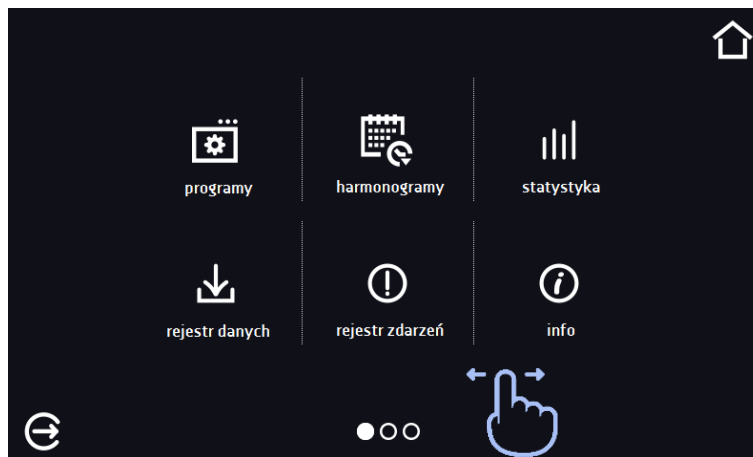 programy
harmonogramy
statystyka
rejestr danych
rejestr zdarzeń
info